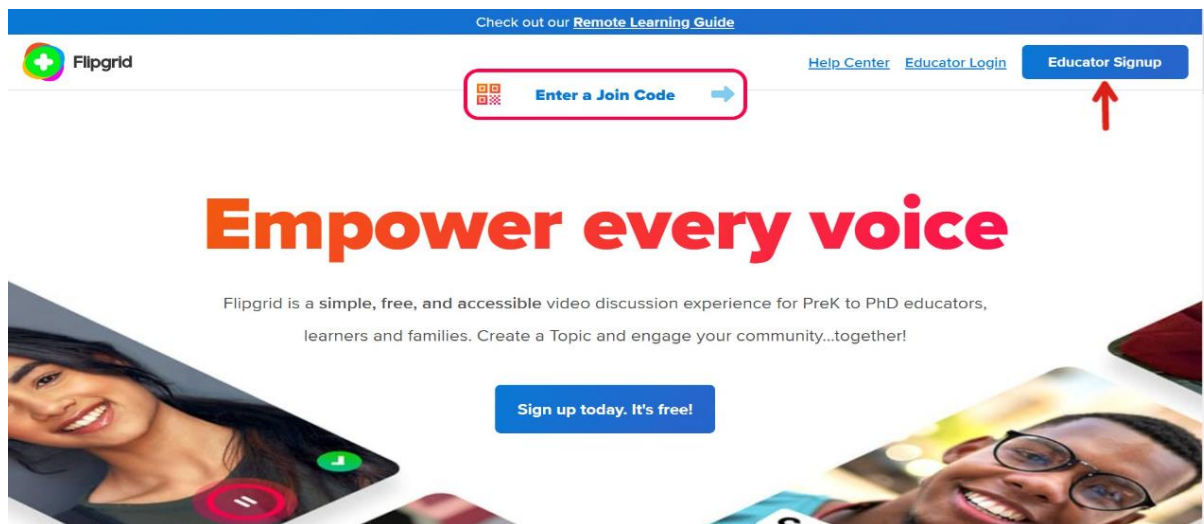 Check out our Remote Learning Guide
Flipgrid
Help Center Educator Login Educator Signup
Enter a Join Code
Empower every voice
Flipgrid is a simple, free, and accessible video discussion experience for PreK to PhD educators,
learners and families. Create a Topic and engage your community...together!
Sign up today. It's free!